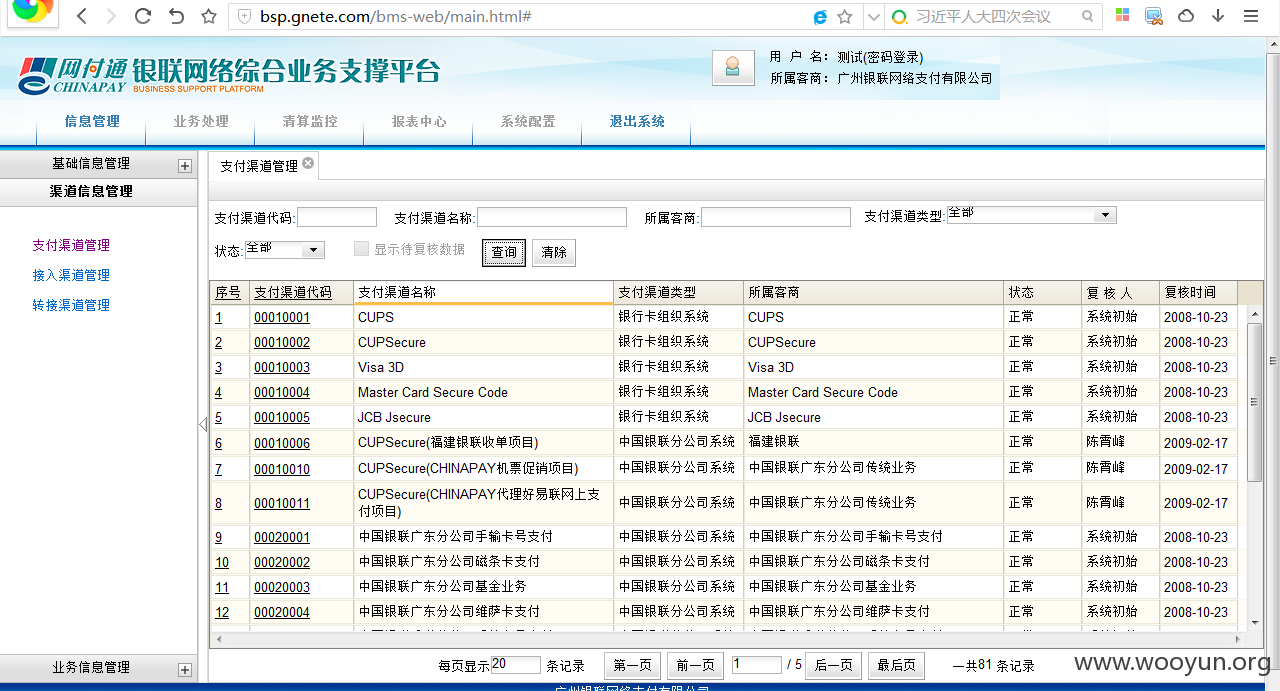 bsp.gnete.com/bms-web/main.html#
习近平人大四次会议
网付通 CHINAPAY 银联网络综合业务支撑平台
BUSINESS SUPPORT PLATFORM
用 户 名: 测试(密码登录)
所属客商: 广州银联网络支付有限公司
信息管理 业务处理 清算监控 报表中心 系统配置 退出系统
基础信息管理
渠道信息管理
支付渠道管理
接入渠道管理
转接渠道管理
业务信息管理
支付渠道管理
支付渠道代码: 支付渠道名称: 所属客商: 支付渠道类型: 全部
状态: 全部 显示待复核数据 查询 清除
序号 支付渠道代码 支付渠道名称 支付渠道类型 所属客商 状态 复 核 人 复核时间
1 00010001 CUPS 银行卡组织系统 CUPS 正常 系统初始 2008-10-23
2 00010002 CUPSecure 银行卡组织系统 CUPSecure 正常 系统初始 2008-10-23
3 00010003 Visa 3D 银行卡组织系统 Visa 3D 正常 系统初始 2008-10-23
4 00010004 Master Card Secure Code 银行卡组织系统 Master Card Secure Code 正常 系统初始 2008-10-23
5 00010005 JCB Jsecure 银行卡组织系统 JCB Jsecure 正常 系统初始 2008-10-23
6 00010006 CUPSecure(福建银联收单项目) 中国银联分公司系统 福建银联 正常 陈霄峰 2009-02-17
7 00010010 CUPSecure(CHINAPAY机票促销项目) 中国银联分公司系统 中国银联广东分公司传统业务 正常 陈霄峰 2009-02-17
8 00010011 CUPSecure(CHINAPAY代理好易联网上支付项目) 中国银联分公司系统 中国银联广东分公司传统业务 正常 陈霄峰 2009-02-17
9 00020001 中国银联广东分公司手输卡号支付 中国银联分公司系统 中国银联广东分公司手输卡号支付 正常 系统初始 2008-10-23
10 00020002 中国银联广东分公司磁条卡支付 中国银联分公司系统 中国银联广东分公司磁条卡支付 正常 系统初始 2008-10-23
11 00020003 中国银联广东分公司基金业务 中国银联分公司系统 中国银联广东分公司基金业务 正常 系统初始 2008-10-23
12 00020004 中国银联广东分公司维萨卡支付 中国银联分公司系统 中国银联广东分公司维萨卡支付 正常 系统初始 2008-10-23
每页显示 20 条记录 第一页 前一页 1 / 5 后一页 最后页 一共81 条记录
www.wooyun.org
广州银联网络支付有限公司